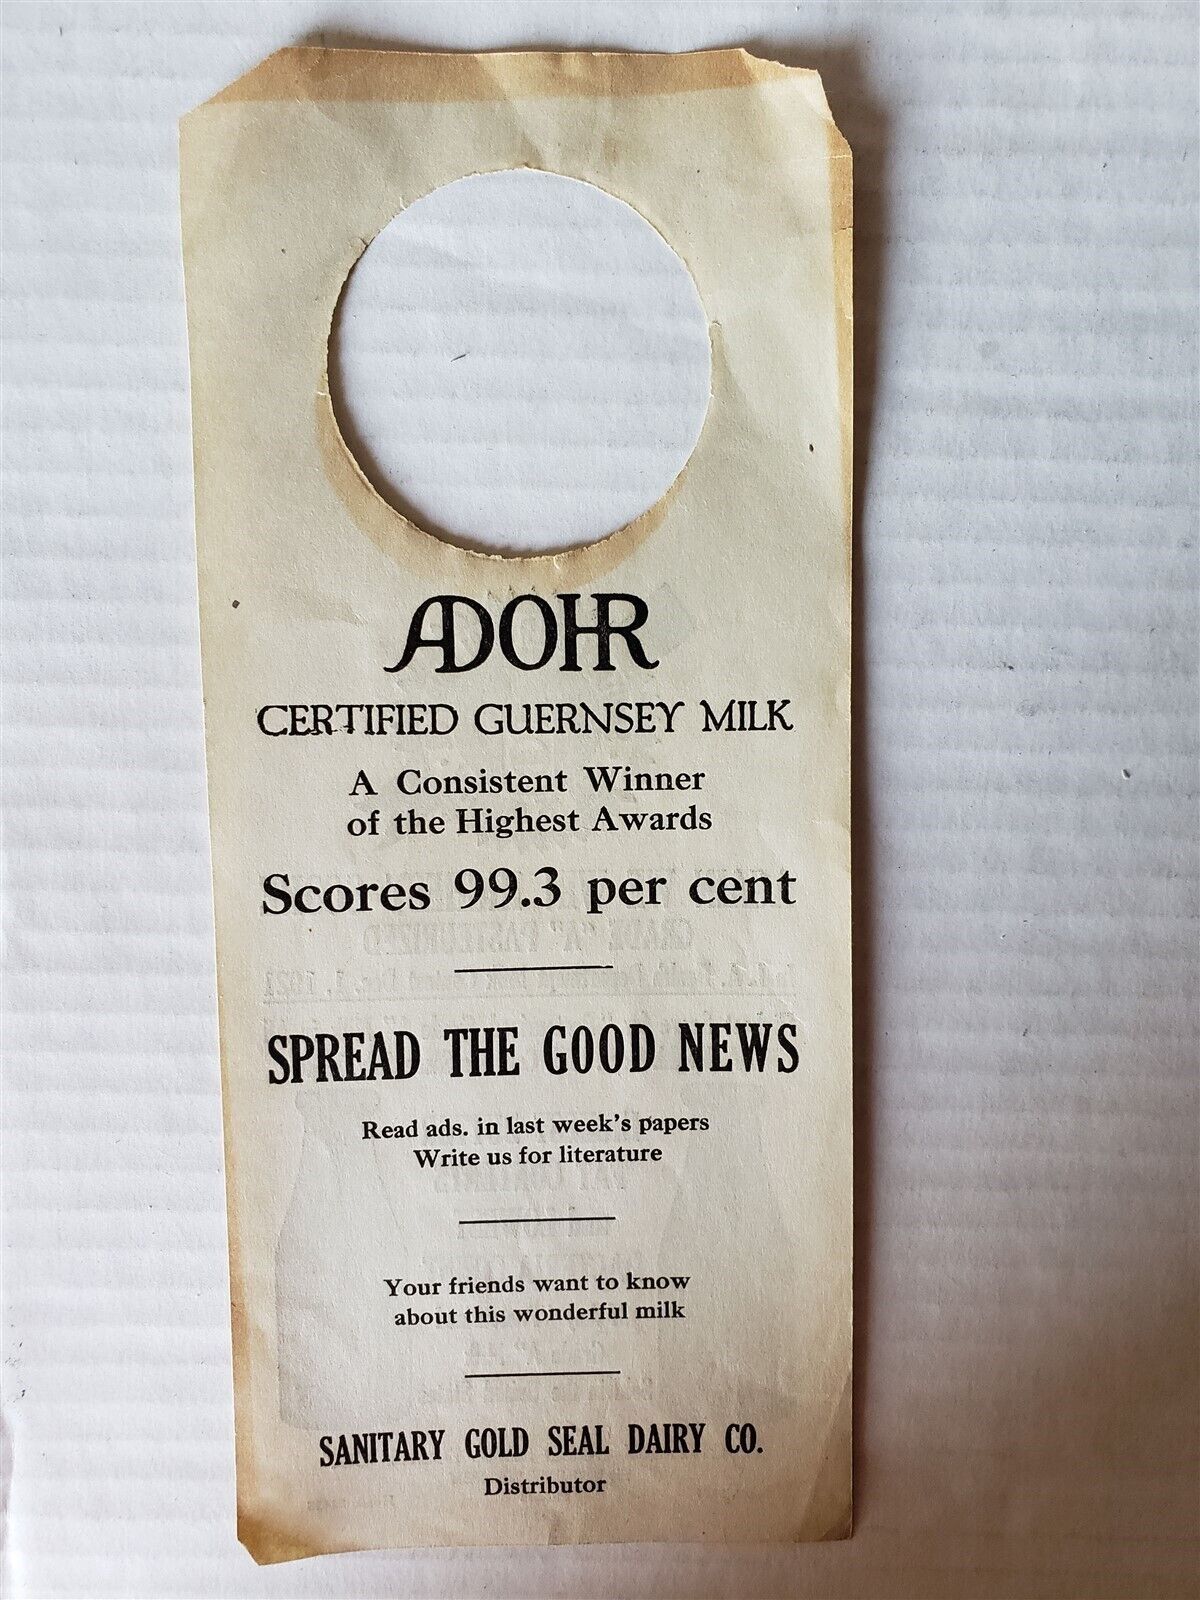 ADOHR
CERTIFIED GUERNSEY MILK
A Consistent Winner
of the Highest Awards
Scores 99.3 per cent
SPREAD THE GOOD NEWS
Read ads. in last week's papers
Write us for literature
Your friends want to know
about this wonderful milk
SANITARY GOLD SEAL DAIRY CO.
Distributor